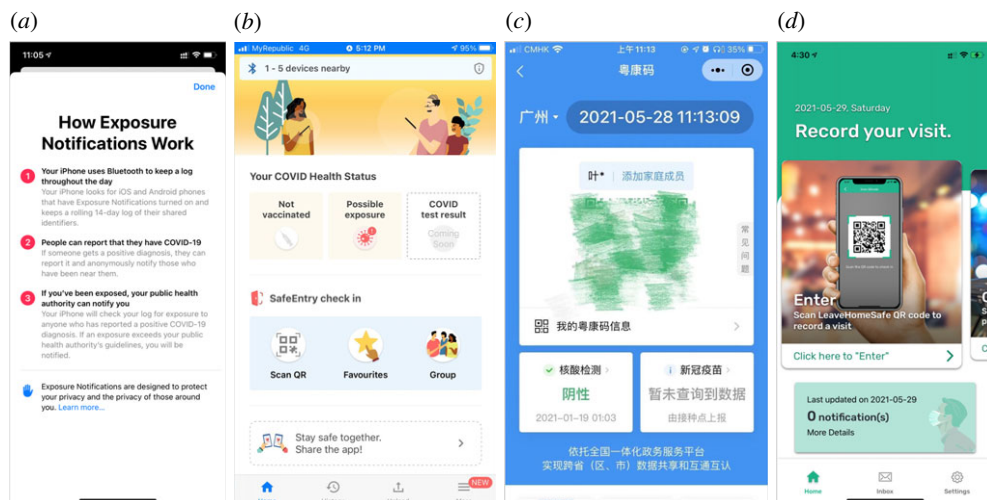 (a)
11:05
Done
How Exposure
Notifications Work
1
Your iPhone uses Bluetooth to keep a log
throughout the day
Your iPhone looks for iOS and Android phones
that have Exposure Notifications turned on and
keeps a rolling 14-day log of their shared
identifiers.
2
People can report that they have COVID-19
If someone gets a positive diagnosis, they can
report it and anonymously notify those who
have been near them.
3
If you've been exposed, your public health
authority can notify you
Your iPhone will check your log for exposure to
anyone who has reported a positive COVID-19
diagnosis. If an exposure exceeds your public
health authority's guidelines, you will be
notified.
Exposure Notifications are designed to protect
your privacy and the privacy of those around
you. Learn more...
(b)
MyRepublic 4G 5:12 PM 95%
1 - 5 devices nearby
Your COVID Health Status
Not
vaccinated
Possible
exposure
COVID
test result
Coming
Soon
SafeEntry check in
Scan QR
Favourites
Group
Stay safe together.
Share the app!
NEW
(c)
CMHK 上午11:13 35%
粤康码
广州 2021-05-28 11:13:09
叶* 添加家庭成员
常见问题
我的粤康码信息
核酸检测
阴性
2021-01-19 01:03
新冠疫苗
暂未查询到数据
由接种点上报
依托全国一体化政务服务平台
实现跨省（区、市）数据共享和互通互认
(d)
4:30
2021-05-29, Saturday
Record your visit.
Enter
Scan LeaveHomeSafe QR code to
record a visit
Click here to "Enter"
Last updated on 2021-05-29
0 notification(s)
More Details
Home
Inbox
Settings